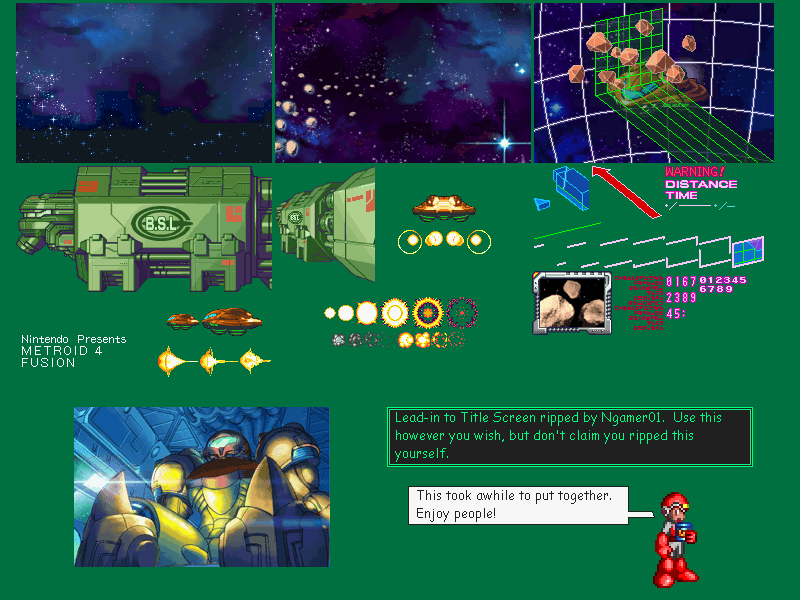 B.S.L
BSL
WARNING!
DISTANCE
TIME
0167
012345
6789
2389
45:
Nintendo Presents
METROID 4
FUSION
Lead-in to Title Screen ripped by Ngamer01. Use this
however you wish, but don't claim you ripped this
yourself.
This took awhile to put together.
Enjoy people!